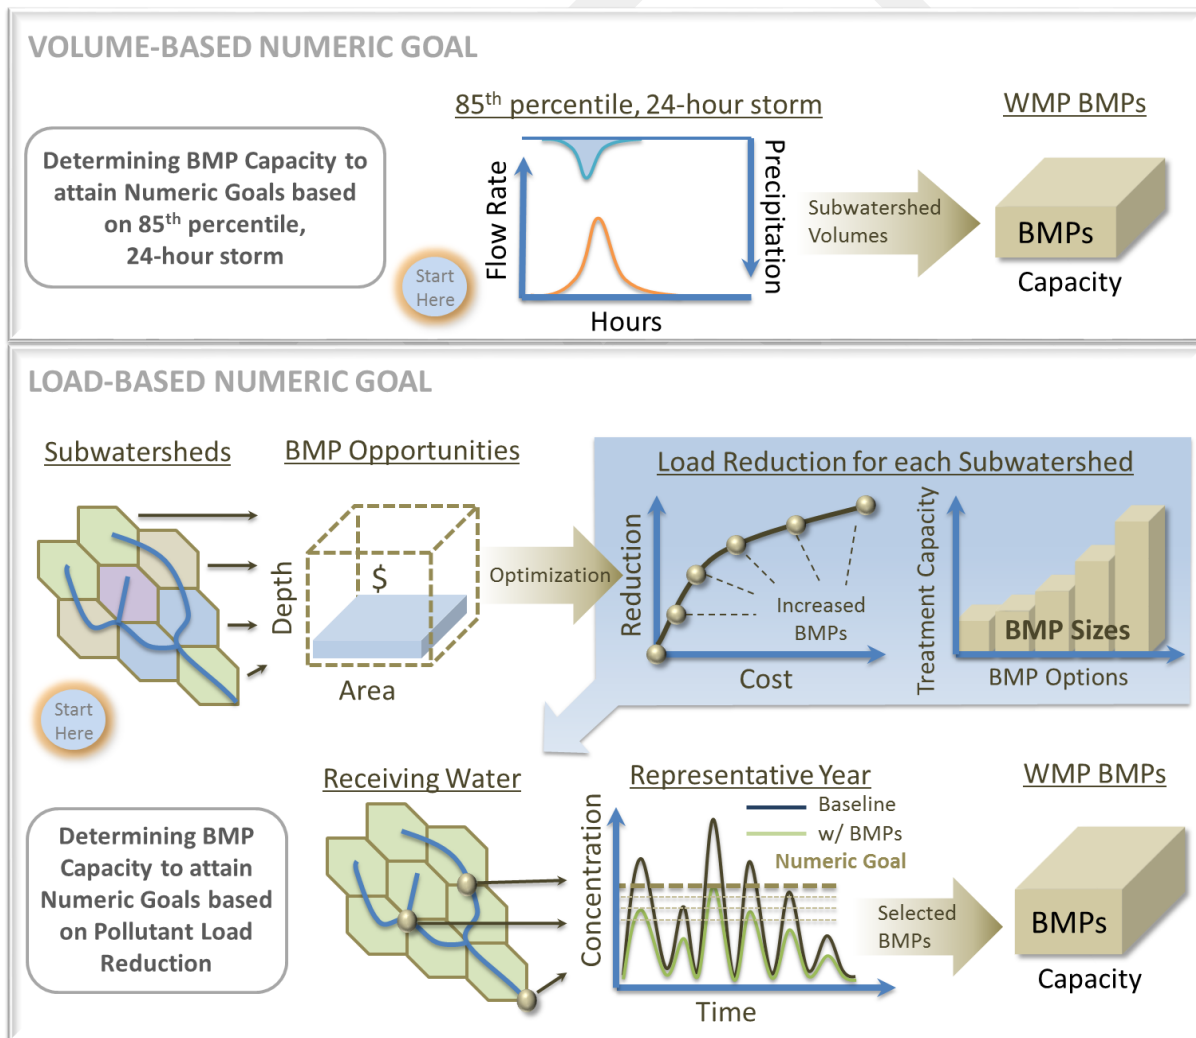 VOLUME-BASED NUMERIC GOAL
85th percentile, 24-hour storm
WMP BMPs
Determining BMP Capacity to
attain Numeric Goals based
on 85th percentile,
24-hour storm
Start
Here
Flow Rate
Precipitation
Hours
Subwatershed
Volumes
BMPs
Capacity
LOAD-BASED NUMERIC GOAL
Subwatersheds
BMP Opportunities
Load Reduction for each Subwatershed
Depth
$
Area
Optimization
Reduction
Increased
BMPs
Cost
Treatment Capacity
BMP Sizes
BMP Options
Start
Here
Receiving Water
Representative Year
WMP BMPs
Determining BMP
Capacity to attain
Numeric Goals based
on Pollutant Load
Reduction
Concentration
Baseline
w/ BMPs
Numeric Goal
Time
Selected
BMPs
BMPs
Capacity